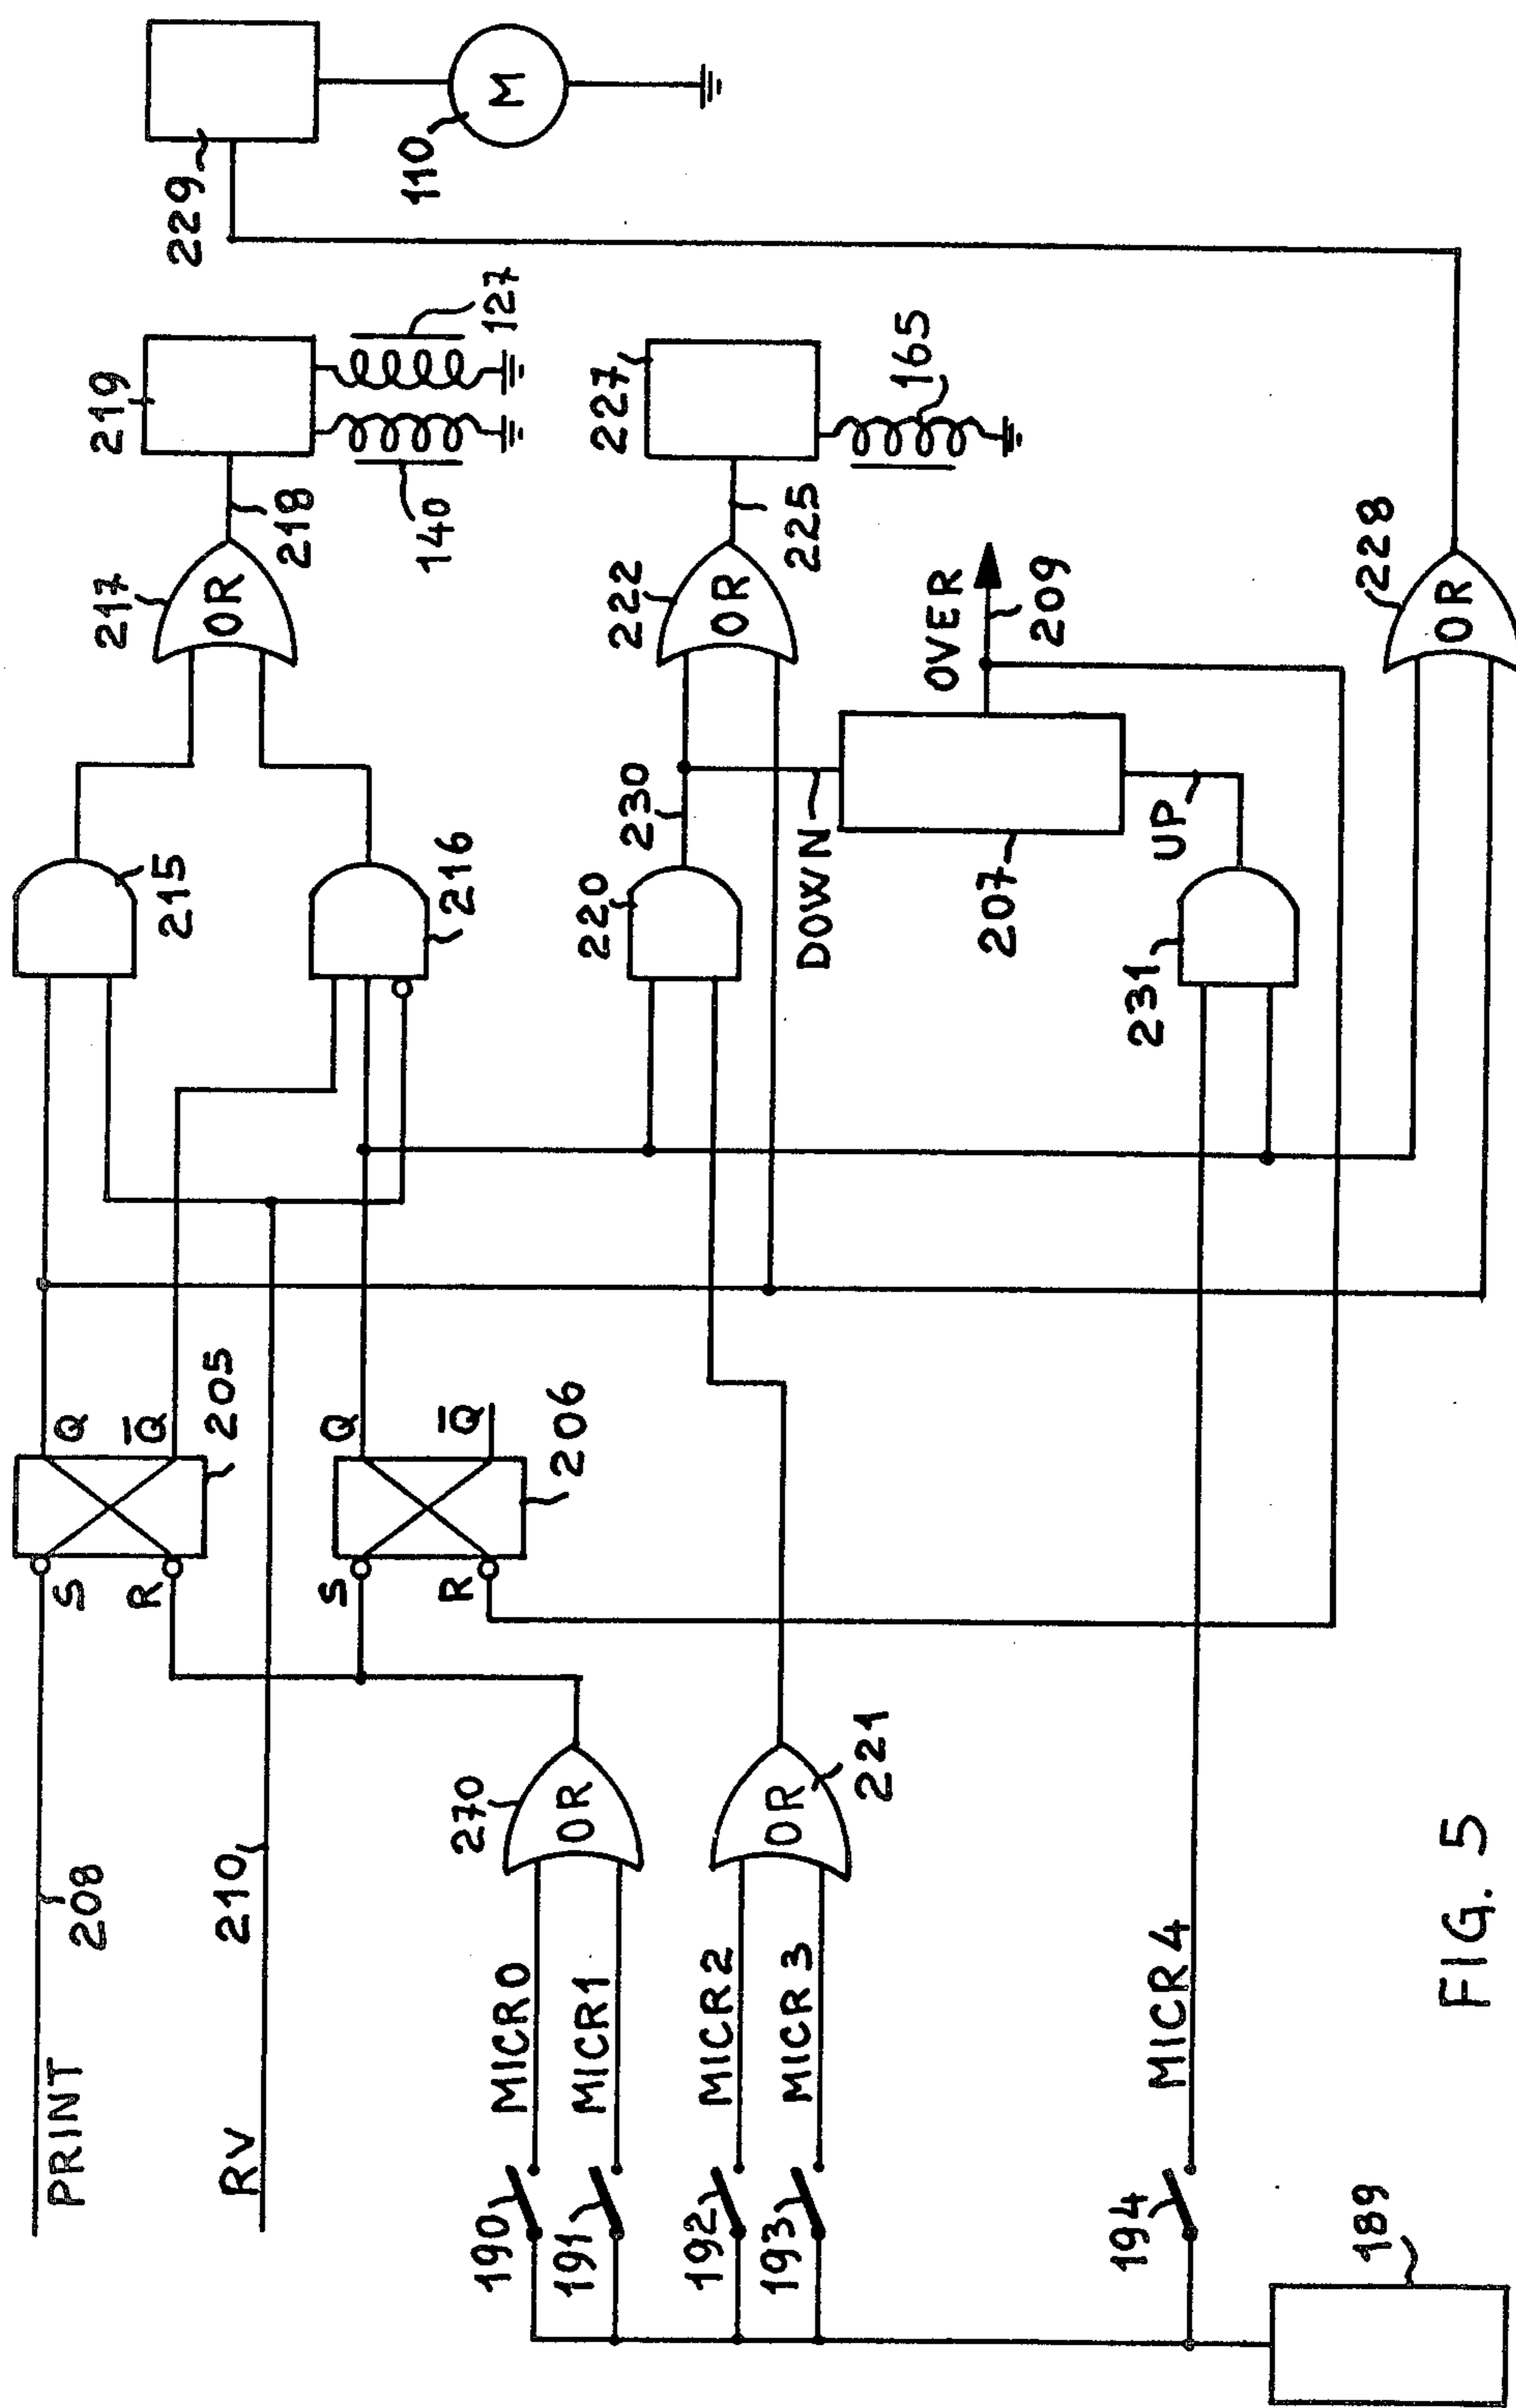 PRINT
208
S
Q
R
Q̅
205
RV
210
S
Q
R
Q̅
206
215
216
217
OR
218
219
140
127
229
110
M
190
MICR0
191
MICR1
270
OR
192
MICR2
193
MICR3
OR
221
220
230
222
OR
225
227
165
DOWN
207
OVER
209
UP
231
194
MICR4
228
OR
189
FIG. 5